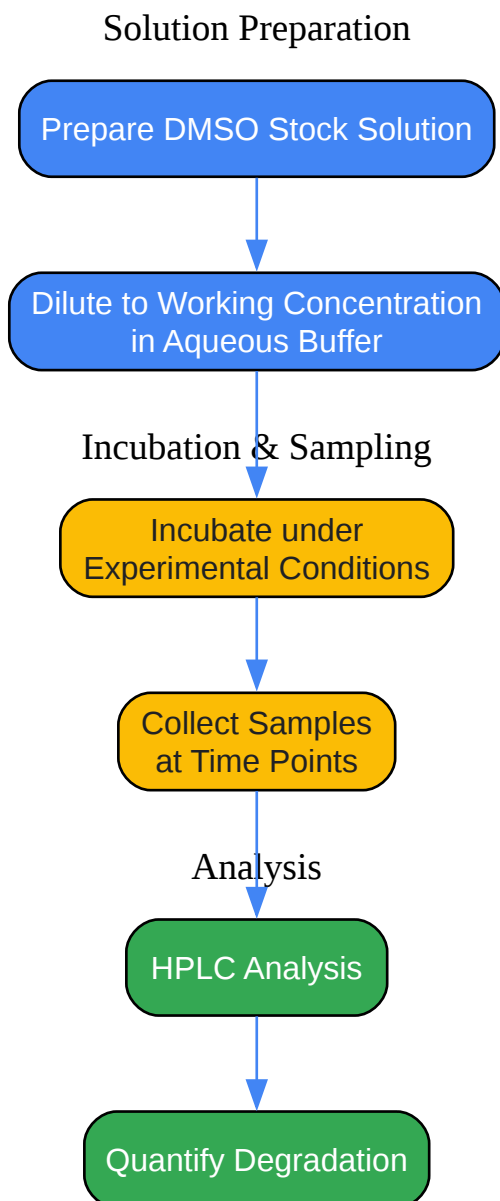 Solution Preparation
Prepare DMSO Stock Solution
Dilute to Working Concentration
in Aqueous Buffer
Incubation & Sampling
Incubate under
Experimental Conditions
Collect Samples
at Time Points
Analysis
HPLC Analysis
Quantify Degradation